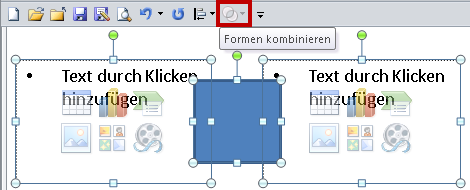 Formen kombinieren
• Text durch Klicken
hinzufügen
• Text durch Klicken
hinzufügen